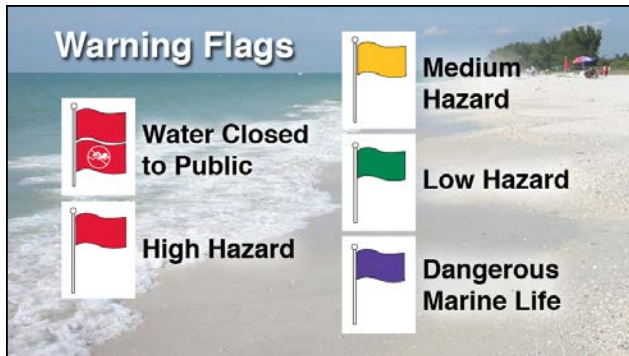 Warning Flags
Water Closed
to Public
High Hazard
Medium
Hazard
Low Hazard
Dangerous
Marine Life